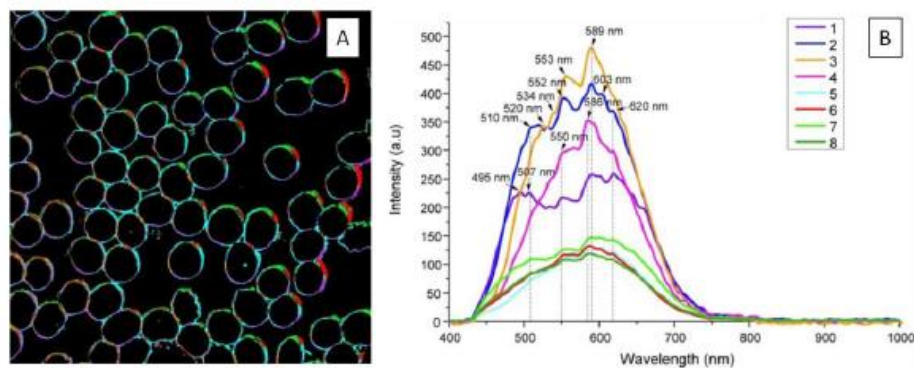 A
B
500
450
400
350
300
250
200
150
100
50
0
Intensity (a.u)
589 nm
553 nm
552 nm
603 nm
534 nm
586 nm
620 nm
520 nm
510 nm
550 nm
507 nm
495 nm
1
2
3
4
5
6
7
8
400 500 600 700 800 900 1000
Wavelength (nm)